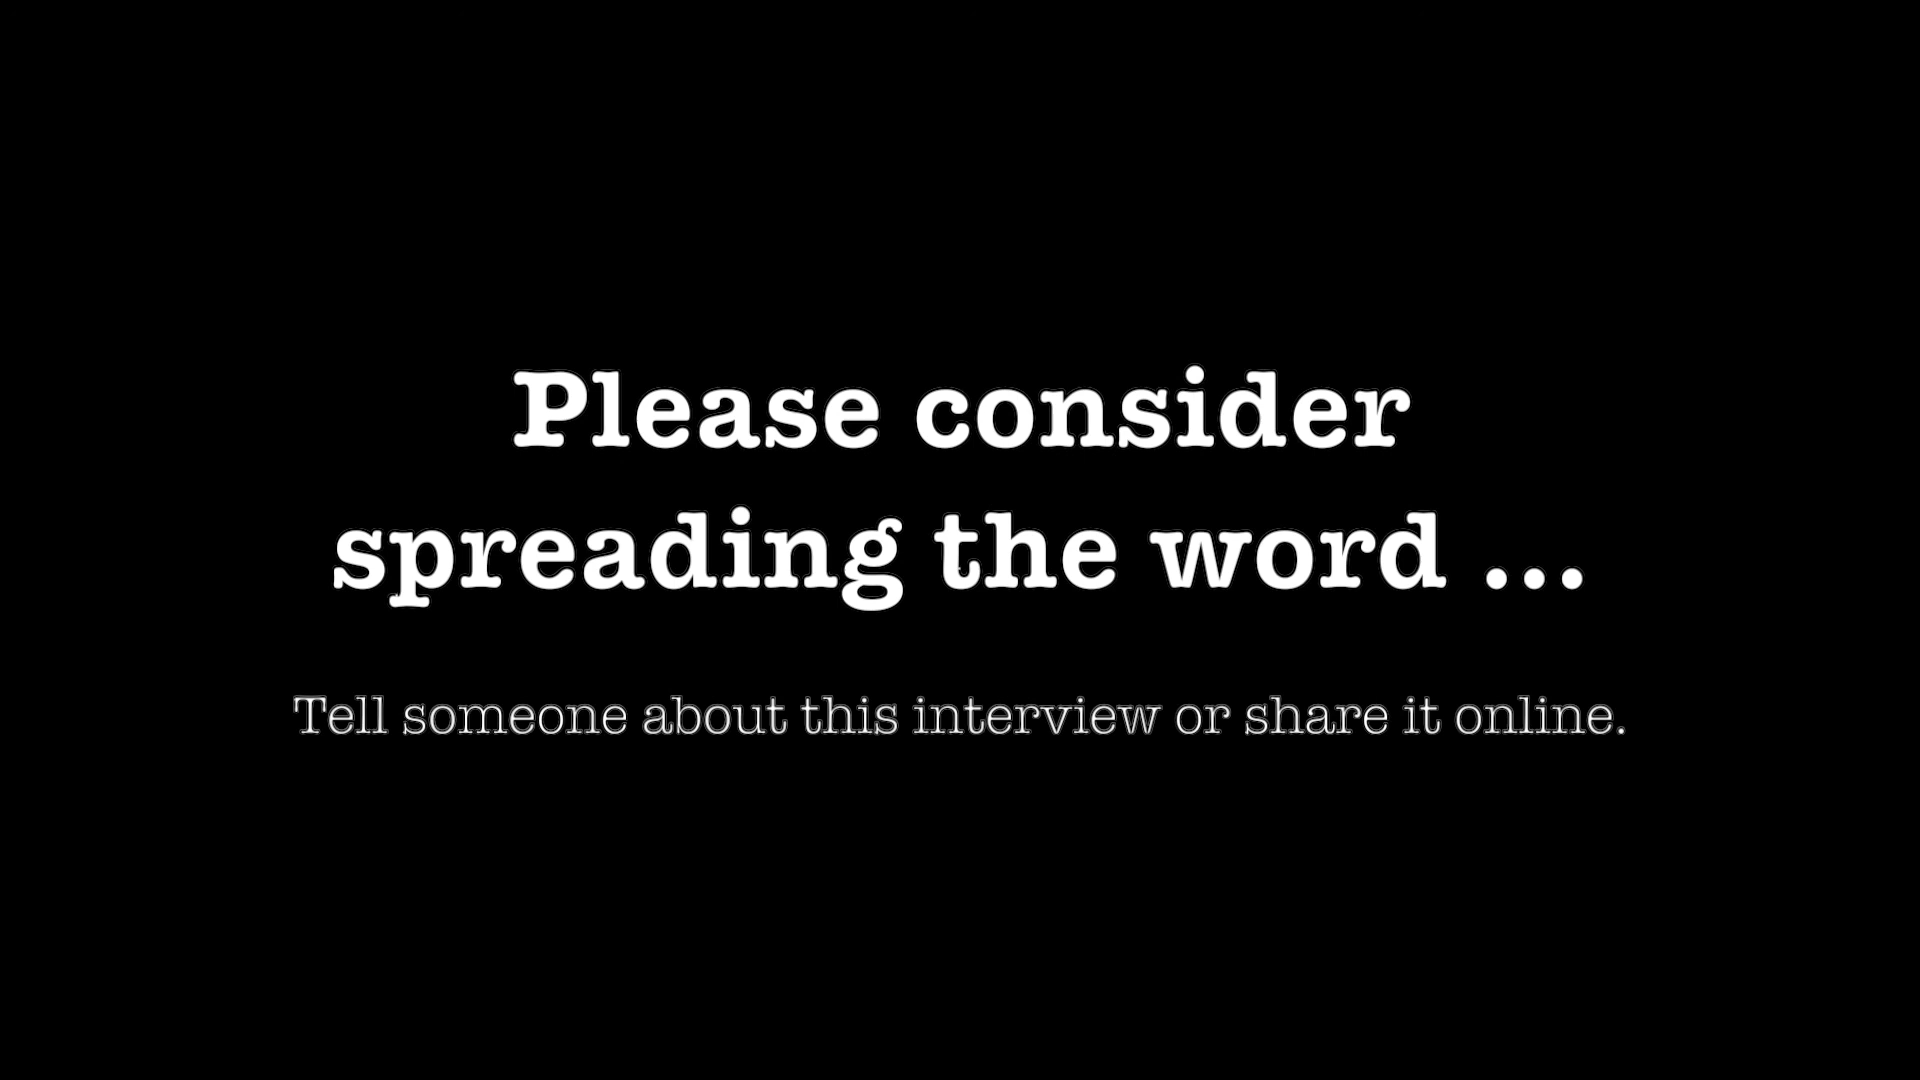 Please consider
spreading the word ...
Tell someone about this interview or share it online.